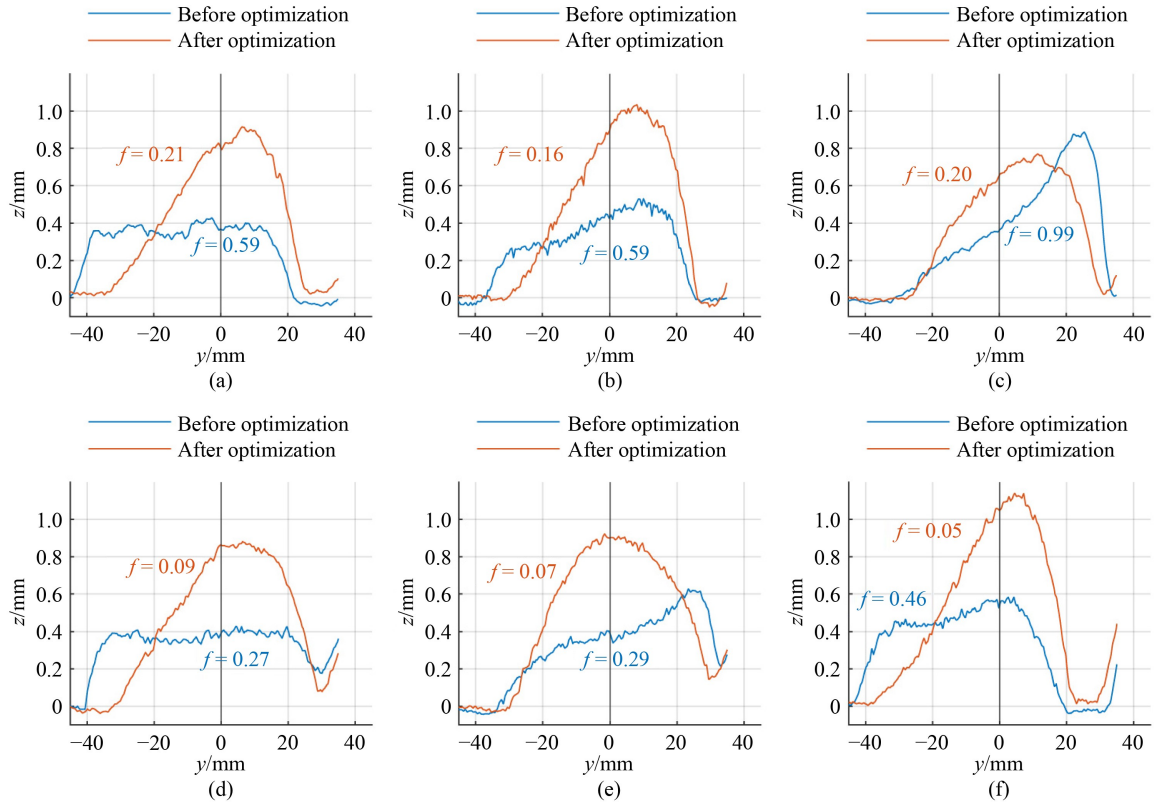 Before optimization
After optimization
Before optimization
After optimization
Before optimization
After optimization
z/mm
1.0
0.8
0.6
0.4
0.2
0
f = 0.21
f = 0.59
−40 −20 0 20 40
y/mm
(a)
z/mm
1.0
0.8
0.6
0.4
0.2
0
f = 0.16
f = 0.59
−40 −20 0 20 40
y/mm
(b)
z/mm
1.0
0.8
0.6
0.4
0.2
0
f = 0.20
f = 0.99
−40 −20 0 20 40
y/mm
(c)
Before optimization
After optimization
Before optimization
After optimization
Before optimization
After optimization
z/mm
1.0
0.8
0.6
0.4
0.2
0
f = 0.09
f = 0.27
−40 −20 0 20 40
y/mm
(d)
z/mm
1.0
0.8
0.6
0.4
0.2
0
f = 0.07
f = 0.29
−40 −20 0 20 40
y/mm
(e)
z/mm
1.0
0.8
0.6
0.4
0.2
0
f = 0.05
f = 0.46
−40 −20 0 20 40
y/mm
(f)